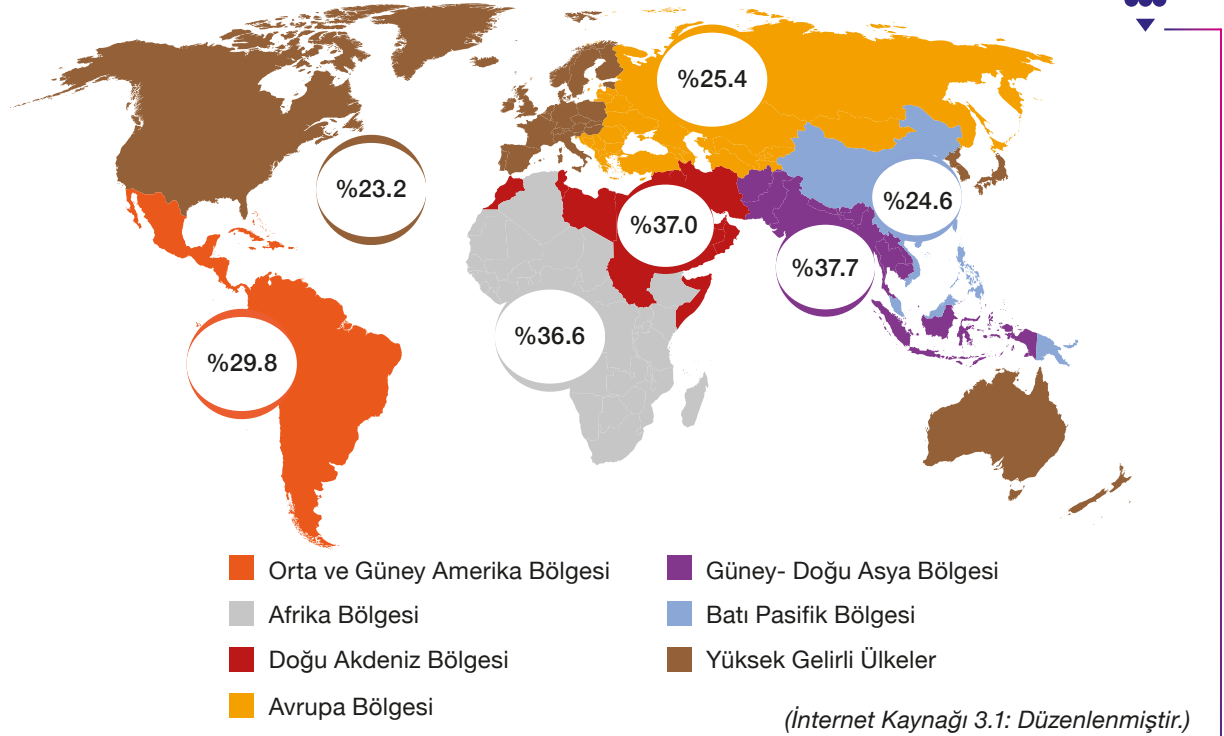 %25.4
%23.2
%24.6
%37.0
%37.7
%36.6
%29.8
Orta ve Güney Amerika Bölgesi
Afrika Bölgesi
Doğu Akdeniz Bölgesi
Avrupa Bölgesi
Güney- Doğu Asya Bölgesi
Batı Pasifik Bölgesi
Yüksek Gelirli Ülkeler
(İnternet Kaynağı 3.1: Düzenlenmiştir.)